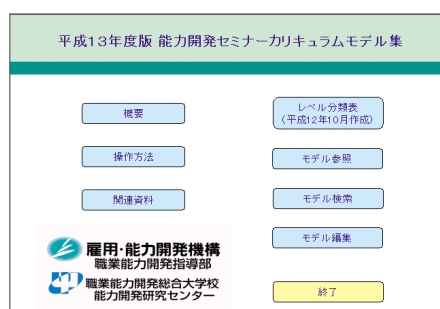 平成13年度版 能力開発セミナーカリキュラムモデル集
概要
操作方法
関連資料
レベル分類表
(平成12年10月作成)
モデル参照
モデル検索
モデル編集
終了
雇用・能力開発機構
職業能力開発指導部
職業能力開発総合大学校
能力開発研究センター